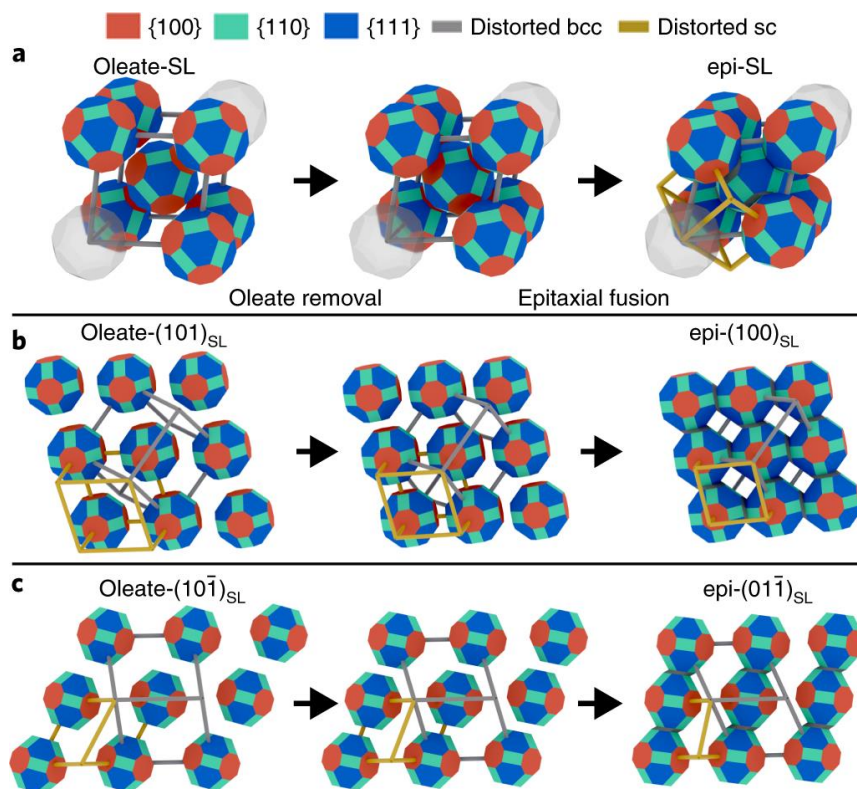 {100} {110} {111} Distorted bcc Distorted sc
a
Oleate-SL epi-SL
Oleate removal Epitaxial fusion
b
Oleate-(101)SL epi-(100)SL
c
Oleate-(101̄)SL epi-(011̄)SL